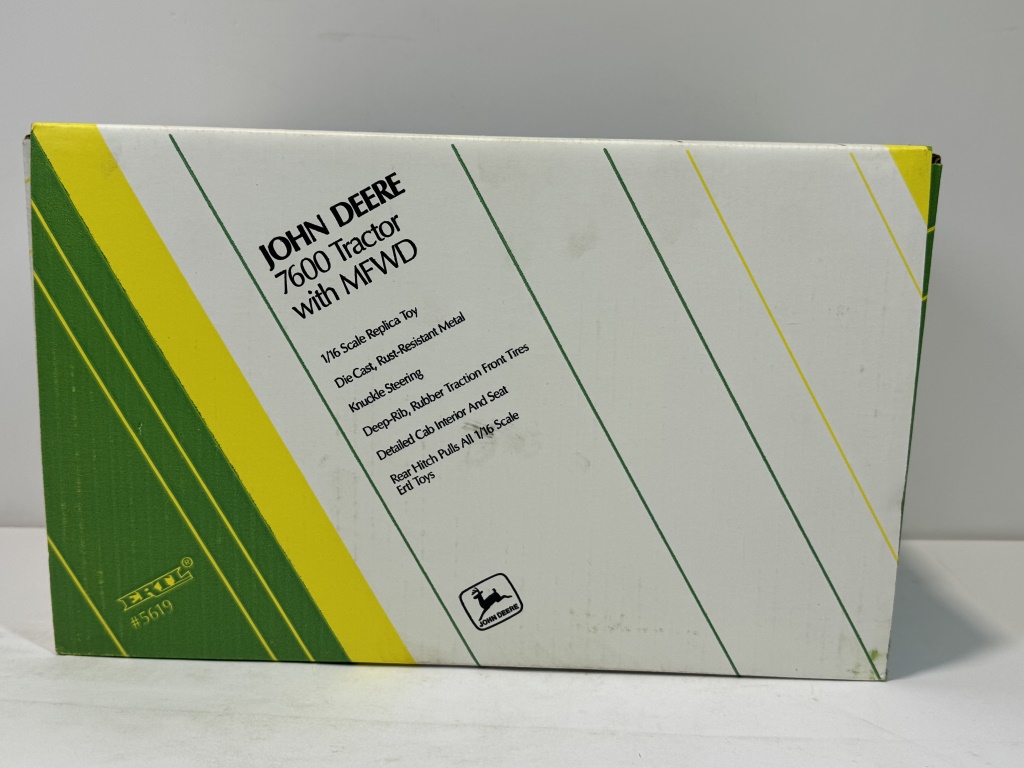 JOHN DEERE
7600 Tractor
with MFWD
1/16 Scale Replica Toy
Die Cast, Rust-Resistant Metal
Knuckle Steering
Deep-Rib, Rubber Traction Front Tires
Detailed Cab Interior And Seat
Rear Hitch Pulls All 1/16 Scale
Ertl Toys
ERTL®
#5619
JOHN DEERE